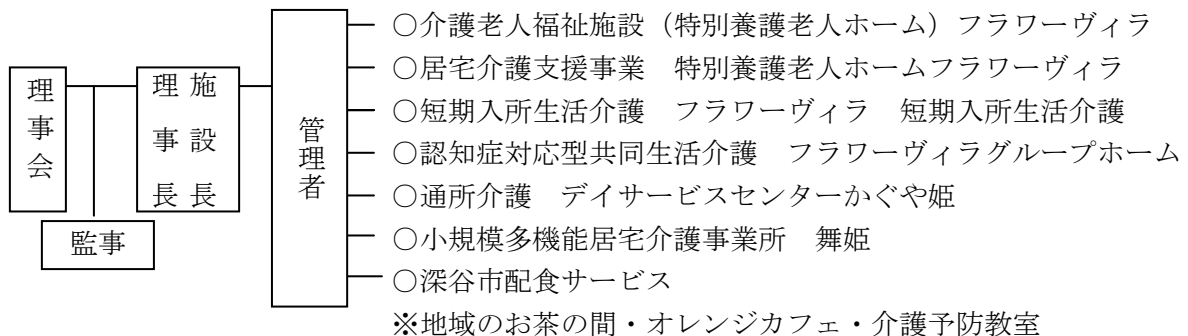 理事会
監事
理事長
施設長
管理者
○介護老人福祉施設（特別養護老人ホーム）フラワーヴィラ
○居宅介護支援事業　特別養護老人ホームフラワーヴィラ
○短期入所生活介護　フラワーヴィラ　短期入所生活介護
○認知症対応型共同生活介護　フラワーヴィラグループホーム
○通所介護　デイサービスセンターかぐや姫
○小規模多機能居宅介護事業所　舞姫
○深谷市配食サービス
※地域のお茶の間・オレンジカフェ・介護予防教室